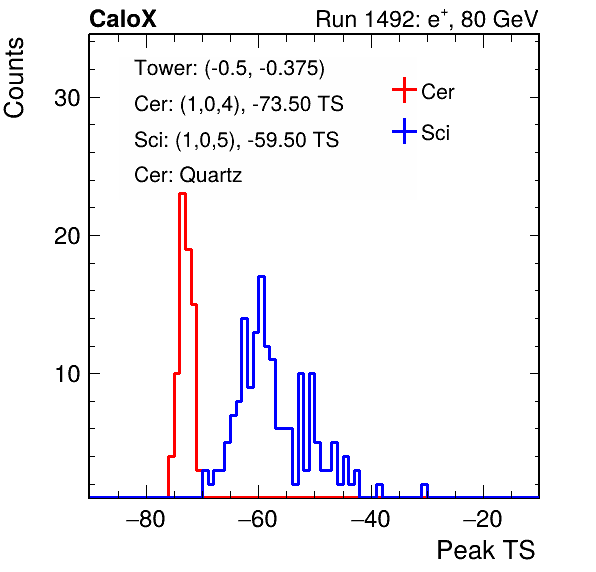 CaloX Run 1492: e⁺, 80 GeV
Counts
Tower: (-0.5, -0.375)
Cer: (1,0,4), -73.50 TS
Sci: (1,0,5), -59.50 TS
Cer: Quartz
Cer
Sci
30
20
10
−80 −60 −40 −20
Peak TS